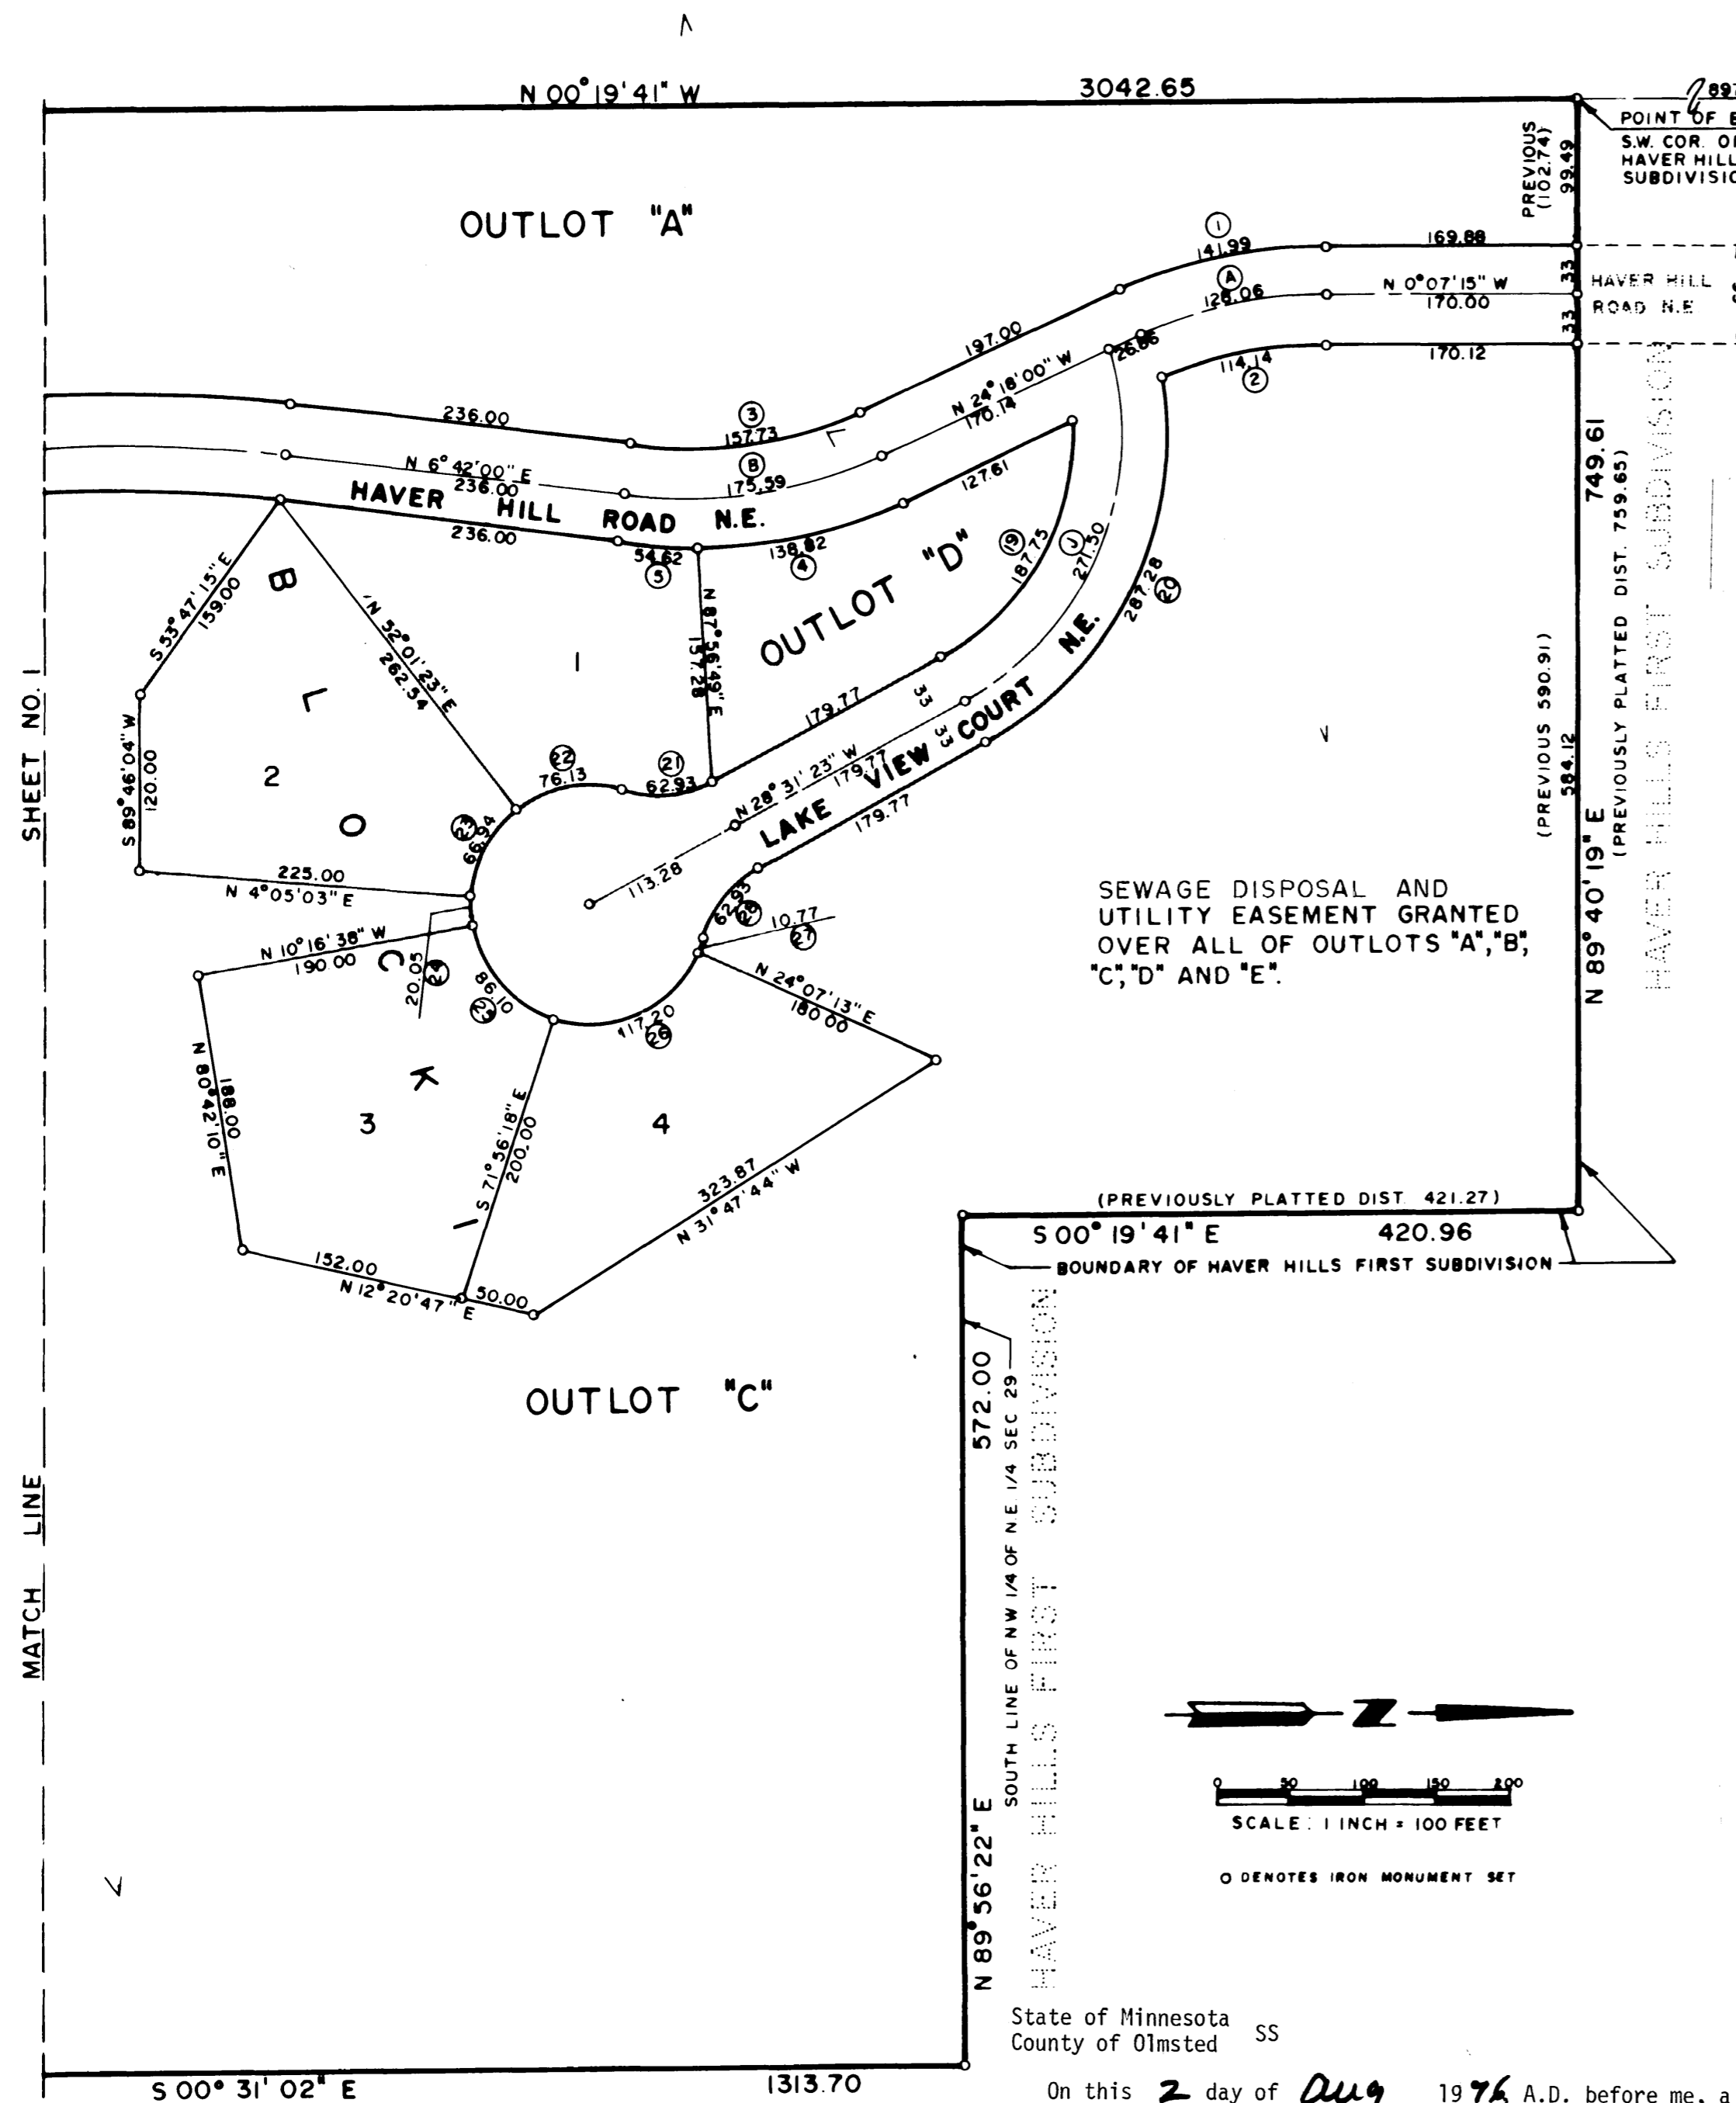 N 00° 19' 41" W
3042.65
897
POINT OF B
S.W. COR. OF
HAVER HILL
SUBDIVISIO
PREVIOUS
(102.74)
99.49
OUTLOT "A"
1
141.99
169.88
A
126.06
N 0° 07' 15" W
170.00
33
33
HAVER HILL
ROAD N.E
197.00
26.86
114.14
2
170.12
N 24° 18' 00" W
170.14
236.00
3
157.73
B
175.59
N 6° 42' 00" E
236.00
HAVER HILL ROAD N.E.
236.00
54.62
5
138.82
4
127.61
OUTLOT "D"
19
187.75
J
271.50
287.28
20
749.61
(PREVIOUSLY PLATTED DIST. 759.65)
HAVER HILLS FIRST SUBDIVISION
S 53° 47' 15" E
159.00
N 52° 01' 23" E
262.54
N 87° 56' 49" E
157.28
BLOCK 1
1
2
SHEET NO. 1
S 89° 46' 04" W
120.00
22
76.13
21
62.93
179.77
33
33
N 28° 31' 23" W
179.77
LAKE VIEW COURT N.E.
179.77
(PREVIOUS 590.91)
584.12
N 89° 40' 19" E
23
66.94
225.00
N 4° 05' 03" E
113.28
62.93
28
10.77
27
SEWAGE DISPOSAL AND
UTILITY EASEMENT GRANTED
OVER ALL OF OUTLOTS "A", "B",
"C", "D" AND "E".
N 10° 16' 38" W
190.00
20.05
24
86.10
25
117.20
26
N 24° 07' 13" E
180.00
188.00
N 80° 42' 10" E
3
4
S 71° 56' 18" E
200.00
323.87
N 31° 47' 44" W
152.00
N 12° 20' 47" E
50.00
(PREVIOUSLY PLATTED DIST. 421.27)
S 00° 19' 41" E
420.96
BOUNDARY OF HAVER HILLS FIRST SUBDIVISION
OUTLOT "C"
MATCH LINE
572.00
N 89° 56' 22" E
SOUTH LINE OF NW 1/4 OF N.E. 1/4 SEC 29
HAVER HILLS FIRST SUBDIVISION
N
0 50 100 150 200
SCALE: 1 INCH = 100 FEET
O DENOTES IRON MONUMENT SET
State of Minnesota
County of Olmsted SS
S 00° 31' 02" E
1313.70
On this 2 day of Aug 1976 A.D. before me, a